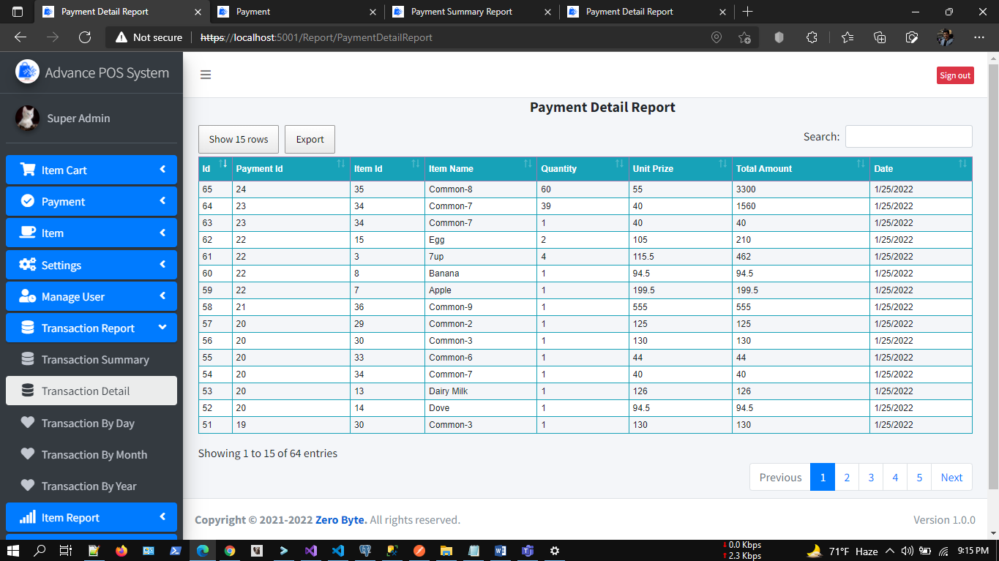 Payment Detail Report
Payment
Payment Summary Report
Payment Detail Report
Not secure
https://localhost:5001/Report/PaymentDetailReport
Advance POS System
Sign out
Super Admin
Item Cart
Payment
Item
Settings
Manage User
Transaction Report
Transaction Summary
Transaction Detail
Transaction By Day
Transaction By Month
Transaction By Year
Item Report
Payment Detail Report
Show 15 rows Export Search:
Id Payment Id Item Id Item Name Quantity Unit Prize Total Amount Date
65 24 35 Common-8 60 55 3300 1/25/2022
64 23 34 Common-7 39 40 1560 1/25/2022
63 23 34 Common-7 1 40 40 1/25/2022
62 22 15 Egg 2 105 210 1/25/2022
61 22 3 7up 4 115.5 462 1/25/2022
60 22 8 Banana 1 94.5 94.5 1/25/2022
59 22 7 Apple 1 199.5 199.5 1/25/2022
58 21 36 Common-9 1 555 555 1/25/2022
57 20 29 Common-2 1 125 125 1/25/2022
56 20 30 Common-3 1 130 130 1/25/2022
55 20 33 Common-6 1 44 44 1/25/2022
54 20 34 Common-7 1 40 40 1/25/2022
53 20 13 Dairy Milk 1 126 126 1/25/2022
52 20 14 Dove 1 94.5 94.5 1/25/2022
51 19 30 Common-3 1 130 130 1/25/2022
Showing 1 to 15 of 64 entries
Previous 1 2 3 4 5 Next
Copyright © 2021-2022 Zero Byte. All rights reserved. Version 1.0.0
0.0 Kbps
2.3 Kbps
71°F Haze 9:15 PM